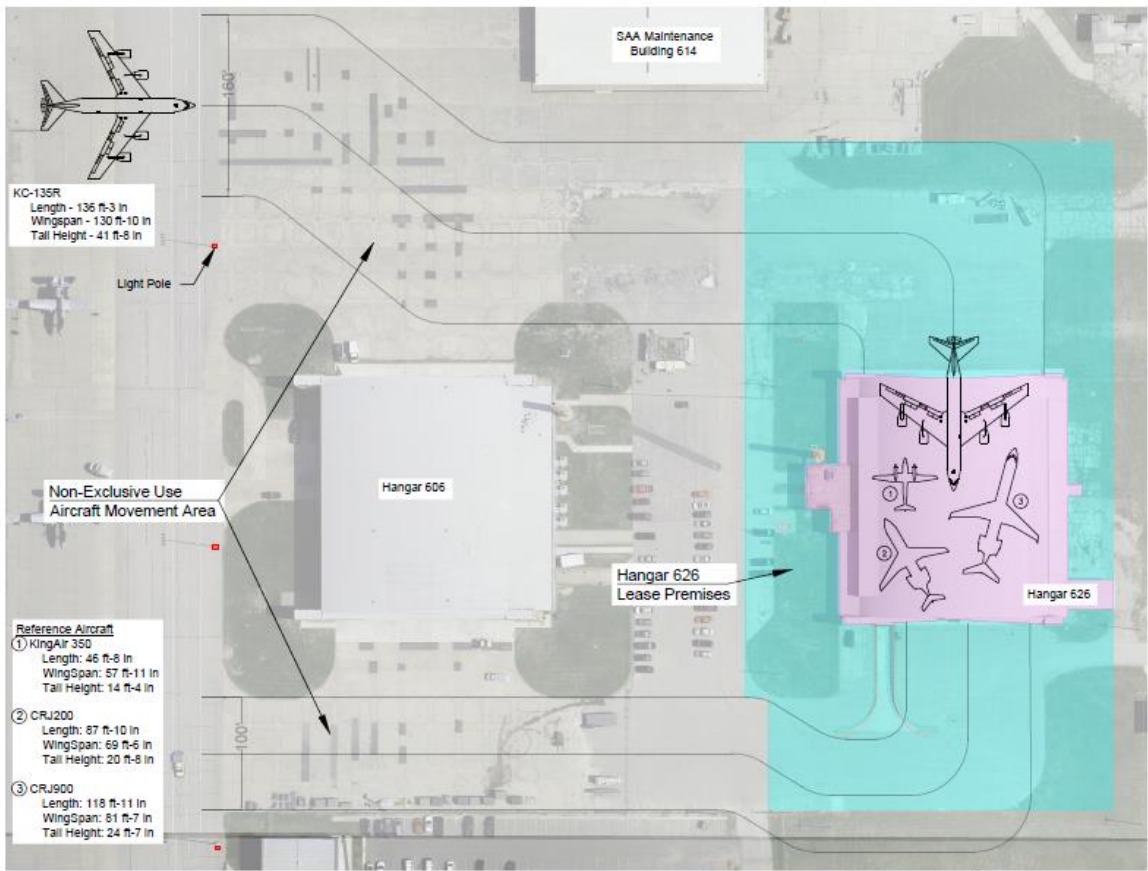 SAA Maintenance
Building 614
160'
KC-135R
Length - 136 ft-3 in
Wingspan - 130 ft-10 in
Tail Height - 41 ft-8 in
Light Pole
Non-Exclusive Use
Aircraft Movement Area
Hangar 606
Hangar 626
Lease Premises
Hangar 626
1
2
3
Reference Aircraft
1 KingAir 350
Length: 46 ft-8 in
WingSpan: 57 ft-11 in
Tail Height: 14 ft-4 in
2 CRJ200
Length: 87 ft-10 in
WingSpan: 69 ft-6 in
Tail Height: 20 ft-8 in
3 CRJ900
Length: 118 ft-11 in
WingSpan: 81 ft-7 in
Tail Height: 24 ft-7 in
100'